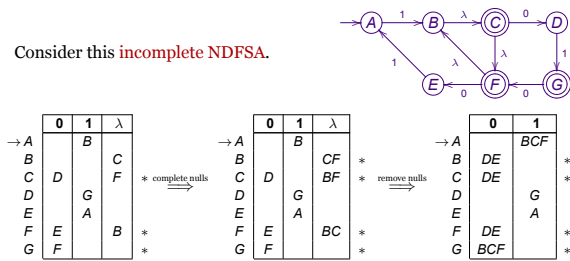 A 1 B λ C 0 D
Consider this incomplete NDFSA.
1 λ λ 1
E 0 F 0 G
0 1 λ
→ A B
B C
C D F *
D G
E A
F E B *
G F *
complete nulls
⟹
0 1 λ
→ A B
B CF *
C D BF *
D G
E A
F E BC *
G F *
remove nulls
⟹
0 1
→ A BCF
B DE *
C DE *
D G
E A
F DE *
G BCF *